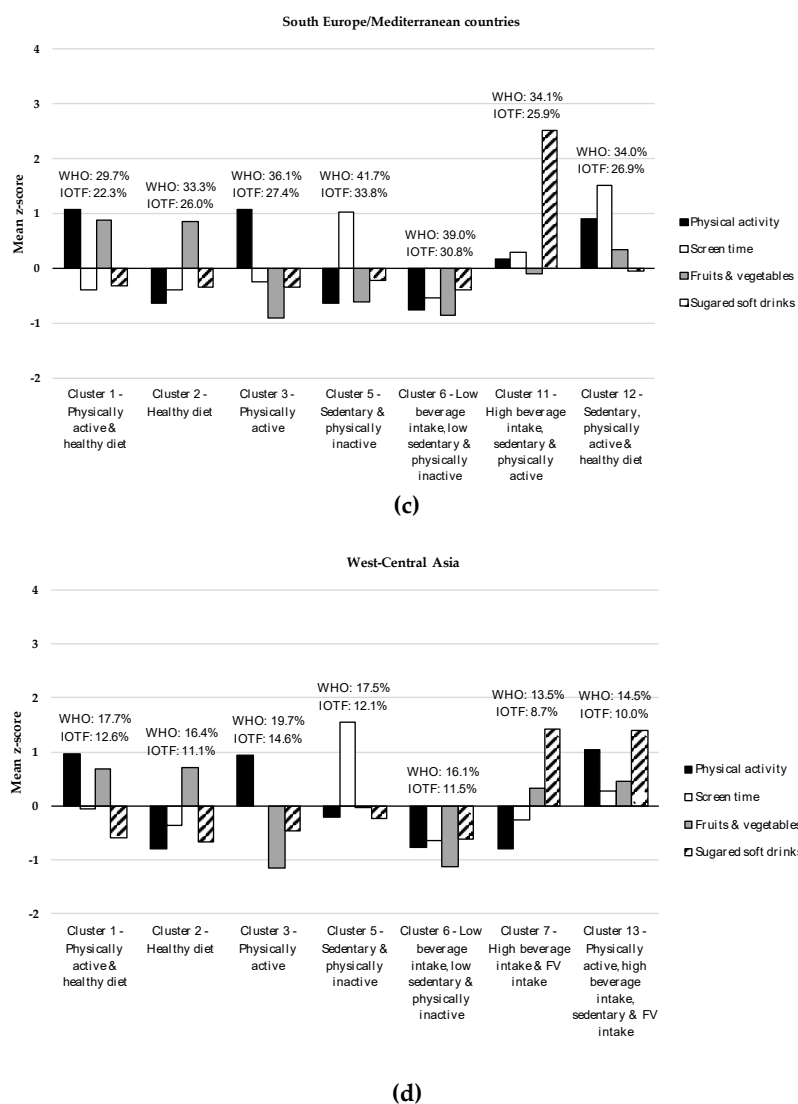 South Europe/Mediterranean countries
4
3
2
1
0
-1
-2
Mean z-score
WHO: 29.7%
IOTF: 22.3%
WHO: 33.3%
IOTF: 26.0%
WHO: 36.1%
IOTF: 27.4%
WHO: 41.7%
IOTF: 33.8%
WHO: 39.0%
IOTF: 30.8%
WHO: 34.1%
IOTF: 25.9%
WHO: 34.0%
IOTF: 26.9%
Physical activity
Screen time
Fruits & vegetables
Sugared soft drinks
Cluster 1 -
Physically
active &
healthy diet
Cluster 2 -
Healthy diet
Cluster 3 -
Physically
active
Cluster 5 -
Sedentary &
physically
inactive
Cluster 6 - Low
beverage
intake, low
sedentary &
physically
inactive
Cluster 11 -
High beverage
intake,
sedentary &
physically
active
Cluster 12 -
Sedentary,
physically
active &
healthy diet
(c)
West-Central Asia
4
3
2
1
0
-1
-2
Mean z-score
WHO: 17.7%
IOTF: 12.6%
WHO: 16.4%
IOTF: 11.1%
WHO: 19.7%
IOTF: 14.6%
WHO: 17.5%
IOTF: 12.1%
WHO: 16.1%
IOTF: 11.5%
WHO: 13.5%
IOTF: 8.7%
WHO: 14.5%
IOTF: 10.0%
Physical activity
Screen time
Fruits & vegetables
Sugared soft drinks
Cluster 1 -
Physically
active &
healthy diet
Cluster 2 -
Healthy diet
Cluster 3 -
Physically
active
Cluster 5 -
Sedentary &
physically
inactive
Cluster 6 - Low
beverage
intake, low
sedentary &
physically
inactive
Cluster 7 -
High beverage
intake & FV
intake
Cluster 13 -
Physically
active, high
beverage
intake,
sedentary & FV
intake
(d)